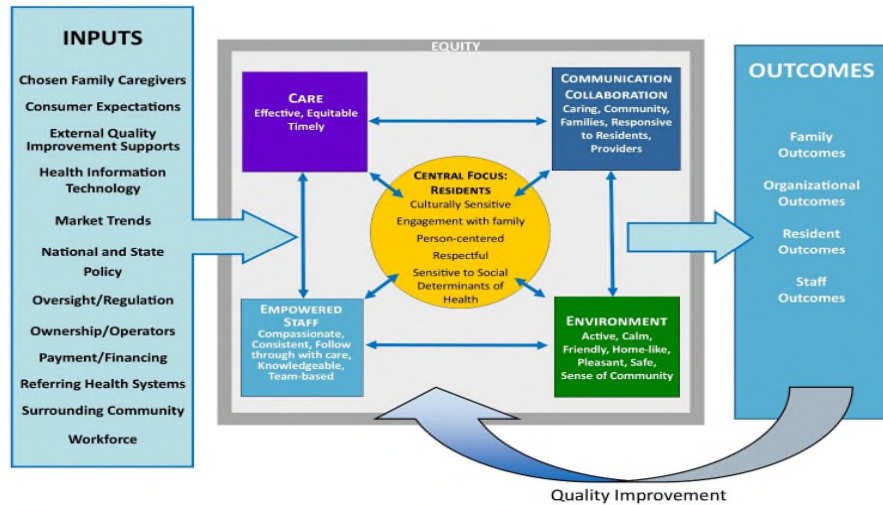 INPUTS
Chosen Family Caregivers
Consumer Expectations
External Quality
Improvement Supports
Health Information
Technology
Market Trends
National and State
Policy
Oversight/Regulation
Ownership/Operators
Payment/Financing
Referring Health Systems
Surrounding Community
Workforce
EQUITY
CARE
Effective, Equitable
Timely
COMMUNICATION
COLLABORATION
Caring, Community,
Families, Responsive
to Residents,
Providers
CENTRAL FOCUS:
RESIDENTS
Culturally Sensitive
Engagement with family
Person-centered
Respectful
Sensitive to Social
Determinants of
Health
EMPOWERED
STAFF
Compassionate,
Consistent, Follow
through with care,
Knowledgeable,
Team-based
ENVIRONMENT
Active, Calm,
Friendly, Home-like,
Pleasant, Safe,
Sense of Community
OUTCOMES
Family
Outcomes
Organizational
Outcomes
Resident
Outcomes
Staff
Outcomes
Quality Improvement